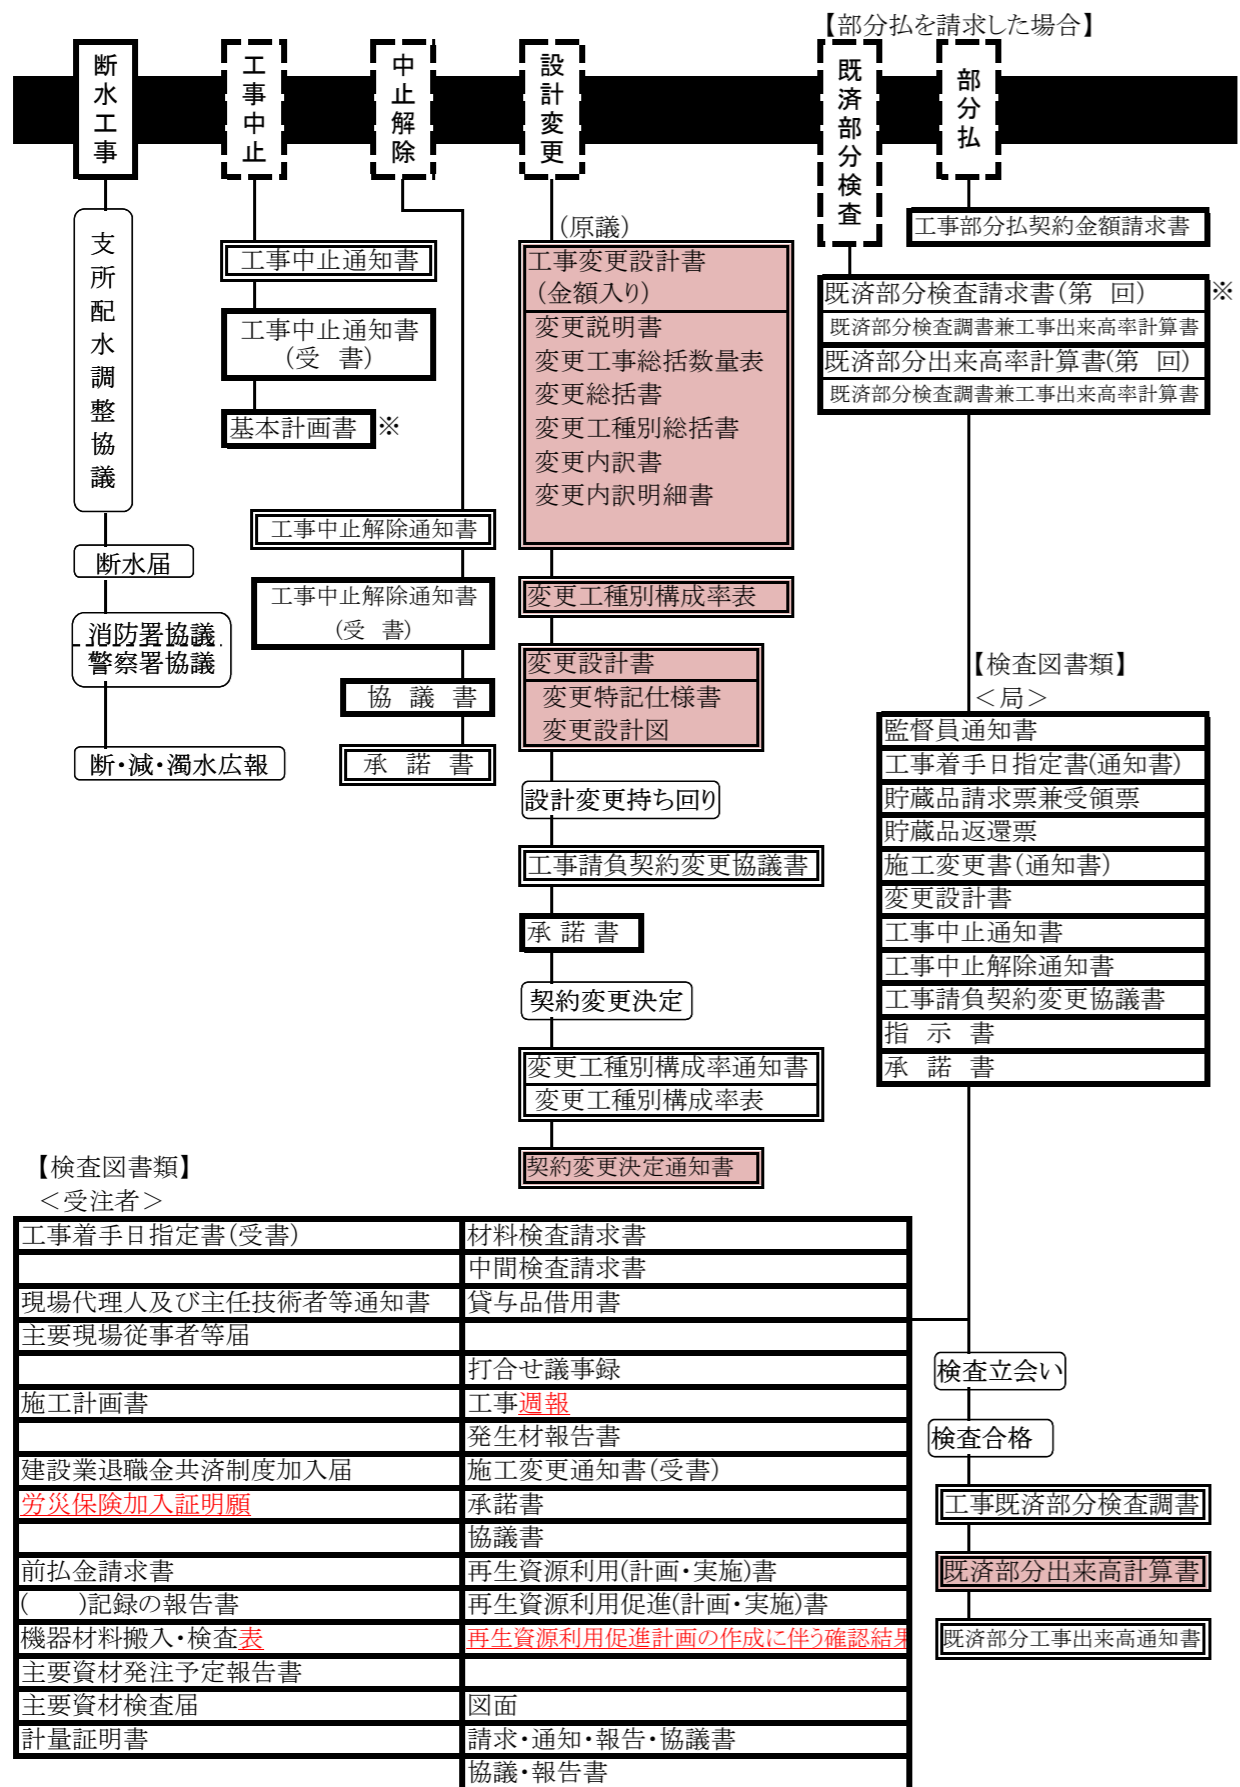 【部分払を請求した場合】
断水工事
工事中止
中止解除
設計変更
既済部分検査
部分払
支所配水調整協議
断水届
消防署協議
警察署協議
断・減・濁水広報
工事中止通知書
工事中止通知書
(受　書)
基本計画書 ※
工事中止解除通知書
工事中止解除通知書
(受　書)
協　議　書
承　諾　書
(原議)
工事変更設計書
(金額入り)
変更説明書
変更工事総括数量表
変更総括書
変更工種別総括書
変更内訳書
変更内訳明細書
変更工種別構成率表
変更設計書
変更特記仕様書
変更設計図
設計変更持ち回り
工事請負契約変更協議書
承 諾 書
契約変更決定
変更工種別構成率通知書
変更工種別構成率表
契約変更決定通知書
工事部分払契約金額請求書
既済部分検査請求書(第　回) ※
既済部分検査調書兼工事出来高率計算書
既済部分出来高率計算書(第　回)
既済部分検査調書兼工事出来高率計算書
【検査図書類】
＜局＞
監督員通知書
工事着手日指定書(通知書)
貯蔵品請求票兼受領票
貯蔵品返還票
施工変更書(通知書)
変更設計書
工事中止通知書
工事中止解除通知書
工事請負契約変更協議書
指　示　書
承　諾　書
検査立会い
検査合格
工事既済部分検査調書
既済部分出来高計算書
既済部分工事出来高通知書
【検査図書類】
＜受注者＞
工事着手日指定書(受書)
現場代理人及び主任技術者等通知書
主要現場従事者等届
施工計画書
建設業退職金共済制度加入届
労災保険加入証明願
前払金請求書
(　　)記録の報告書
機器材料搬入・検査表
主要資材発注予定報告書
主要資材検査届
計量証明書
材料検査請求書
中間検査請求書
貸与品借用書
打合せ議事録
工事週報
発生材報告書
施工変更通知書(受書)
承諾書
協議書
再生資源利用(計画・実施)書
再生資源利用促進(計画・実施)書
再生資源利用促進計画の作成に伴う確認結果
図面
請求・通知・報告・協議書
協議・報告書